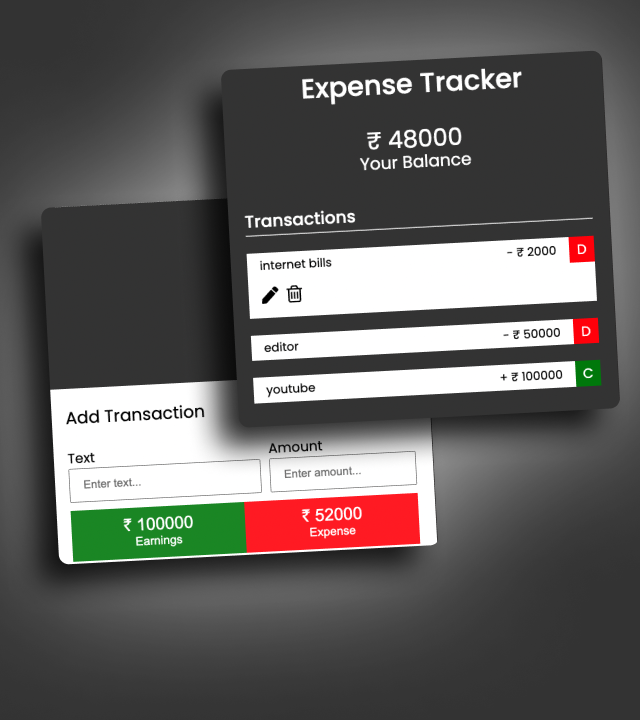 Expense Tracker
₹ 48000
Your Balance
Transactions
internet bills - ₹ 2000 D
editor - ₹ 50000 D
youtube + ₹ 100000 C
Add Transaction
Text Amount
Enter text... Enter amount...
₹ 100000 ₹ 52000
Earnings Expense